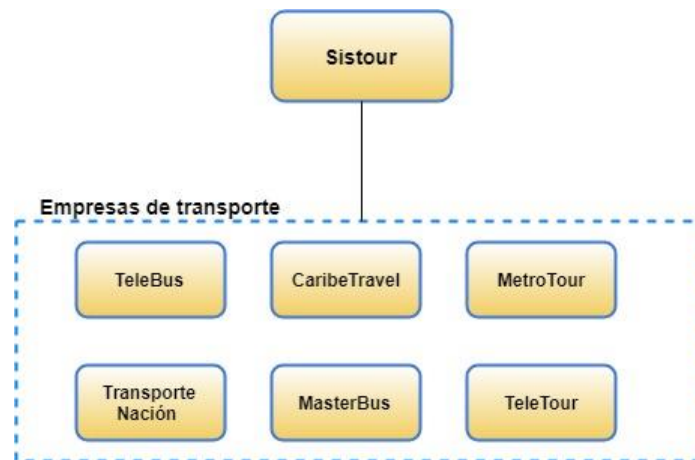 Sistour
Empresas de transporte
TeleBus
CaribeTravel
MetroTour
Transporte
Nación
MasterBus
TeleTour